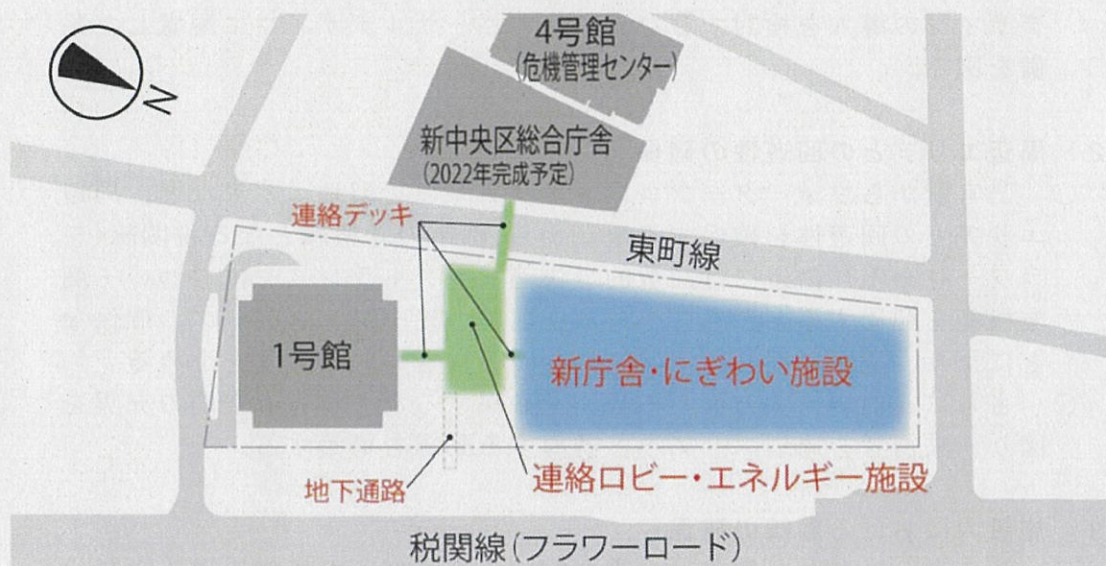 4号館
(危機管理センター)
N
新中央区総合庁舎
(2022年完成予定)
連絡デッキ
東町線
1号館
新庁舎・にぎわい施設
連絡ロビー・エネルギー施設
地下通路
税関線(フラワーロード)